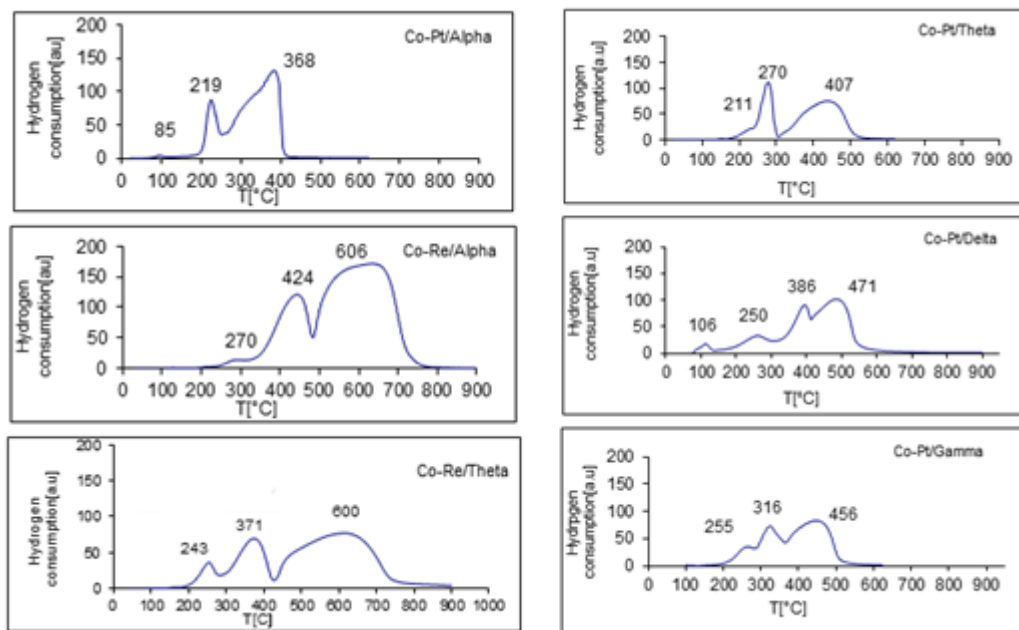 Co-Pt/Alpha
Hydrogen
consumption[au]
200
150
100
50
0
85
219
368
0 100 200 300 400 500 600 700 800 900
T[°C]
Co-Re/Alpha
Hydrogen
consumption[au]
200
150
100
50
0
270
424
606
0 100 200 300 400 500 600 700 800 900
T[°C]
Co-Re/Theta
Hydrogen
consumption[a.u]
200
150
100
50
0
243
371
600
0 100 200 300 400 500 600 700 800 900 1000
T[C]
Co-Pt/Theta
Hydrogen
consumption[a.u]
200
150
100
50
0
211
270
407
0 100 200 300 400 500 600 700 800 900
T[°C]
Co-Pt/Delta
Hydrogen
consumption[a.u]
200
150
100
50
0
106
250
386
471
0 100 200 300 400 500 600 700 800 900
T[°C]
Co-Pt/Gamma
Hydrpgen
consumption[a.u]
200
150
100
50
0
255
316
456
0 100 200 300 400 500 600 700 800 900
T[°C]